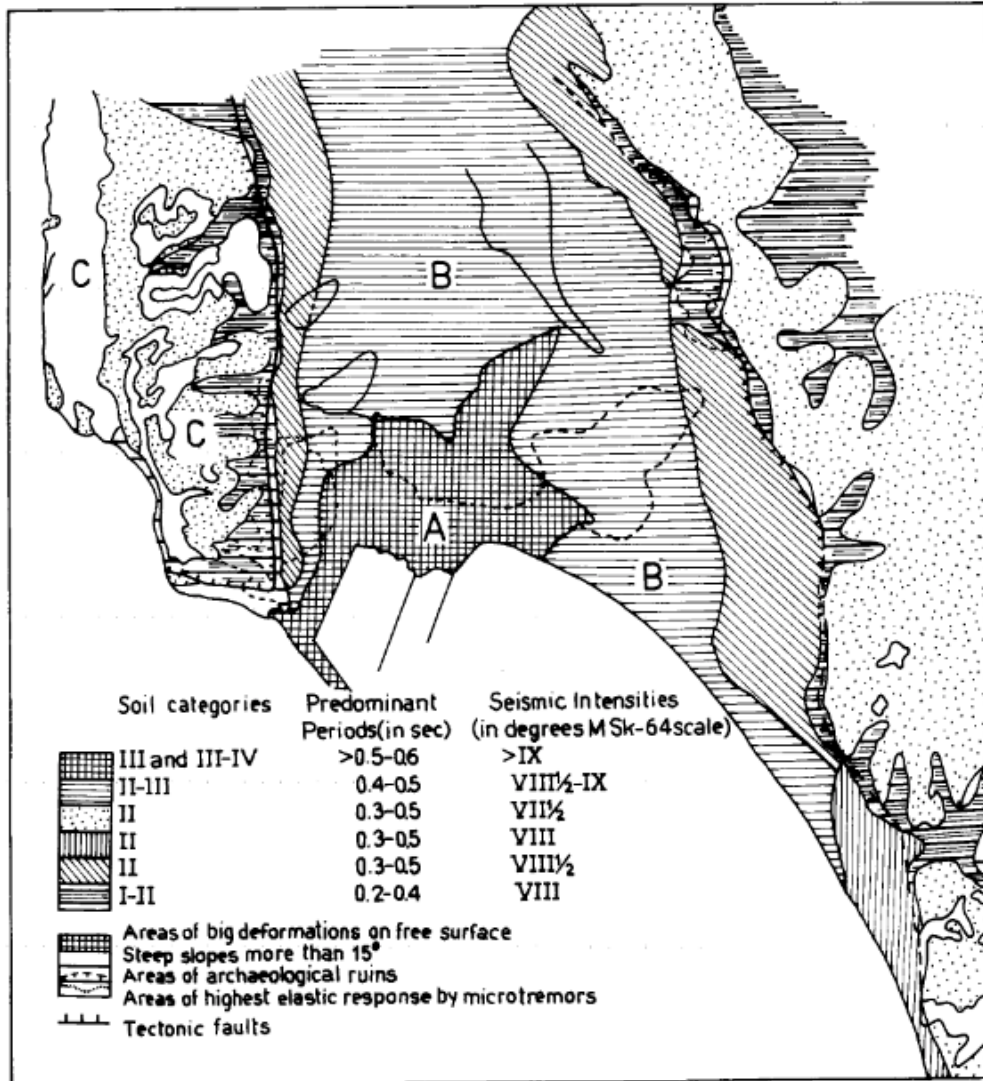 C
B
C
A
B
Soil categories Predominant Periods(in sec) Seismic Intensities (in degrees MSk-64scale)
III and III-IV >0.5-0.6 >IX
II-III 0.4-0.5 VIII½-IX
II 0.3-0.5 VII½
II 0.3-0.5 VIII
II 0.3-0.5 VIII½
I-II 0.2-0.4 VIII
Areas of big deformations on free surface
Steep slopes more than 15°
Areas of archaeological ruins
Areas of highest elastic response by microtremors
Tectonic faults